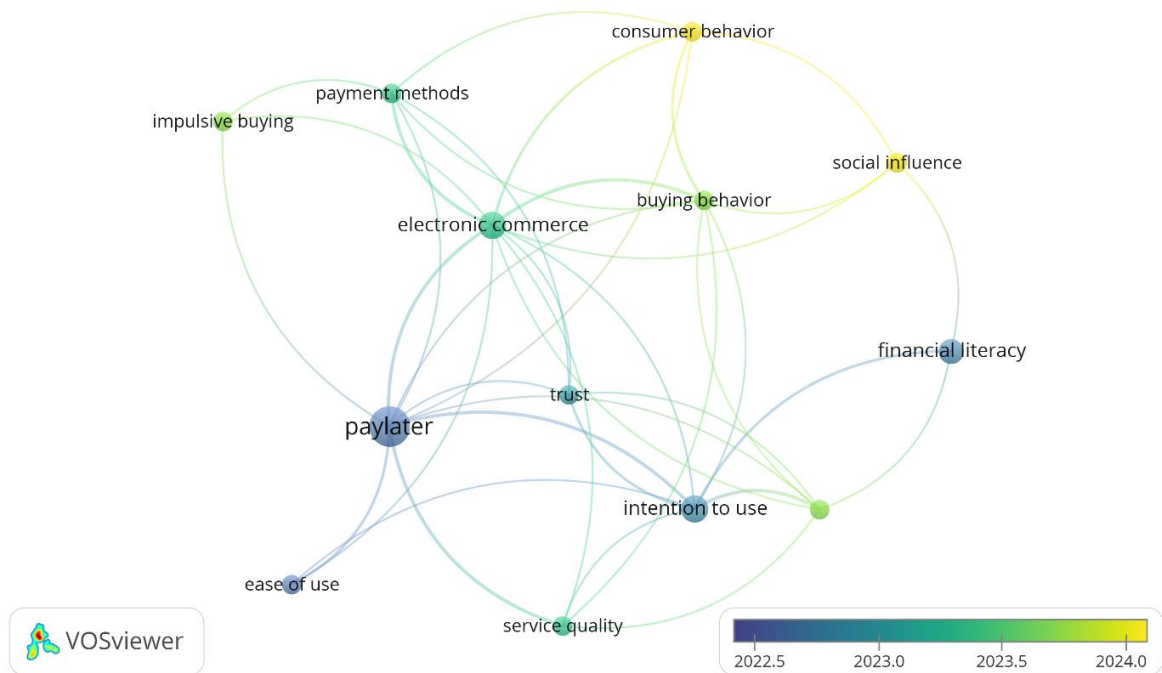 consumer behavior
payment methods
impulsive buying
social influence
buying behavior
electronic commerce
financial literacy
trust
paylater
intention to use
ease of use
service quality
VOSviewer
2022.5 2023.0 2023.5 2024.0